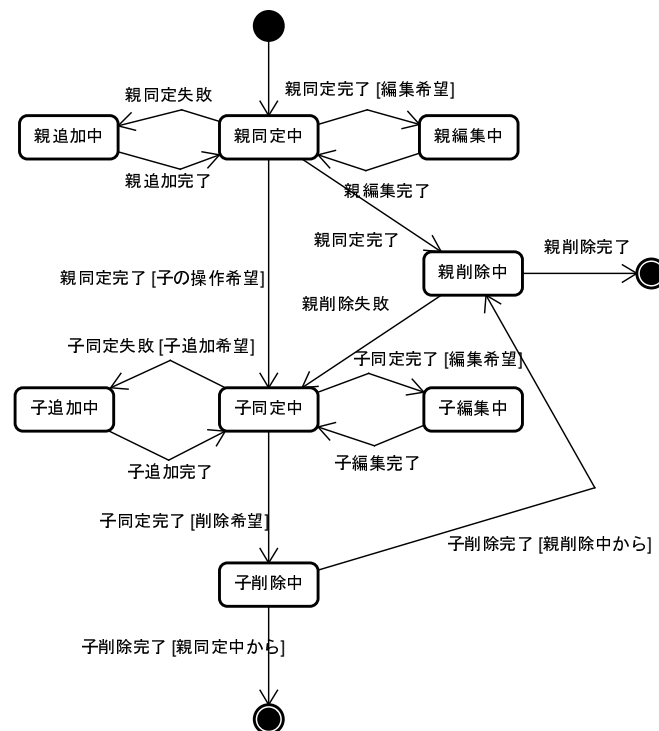 親同定失敗
親同定完了 [編集希望]
親追加中
親同定中
親編集中
親追加完了
親編集完了
親同定完了
親削除完了
親削除中
親同定完了 [子の操作希望]
親削除失敗
子同定失敗 [子追加希望]
子同定完了 [編集希望]
子追加中
子同定中
子編集中
子追加完了
子編集完了
子同定完了 [削除希望]
子削除完了 [親削除中から]
子削除中
子削除完了 [親同定中から]